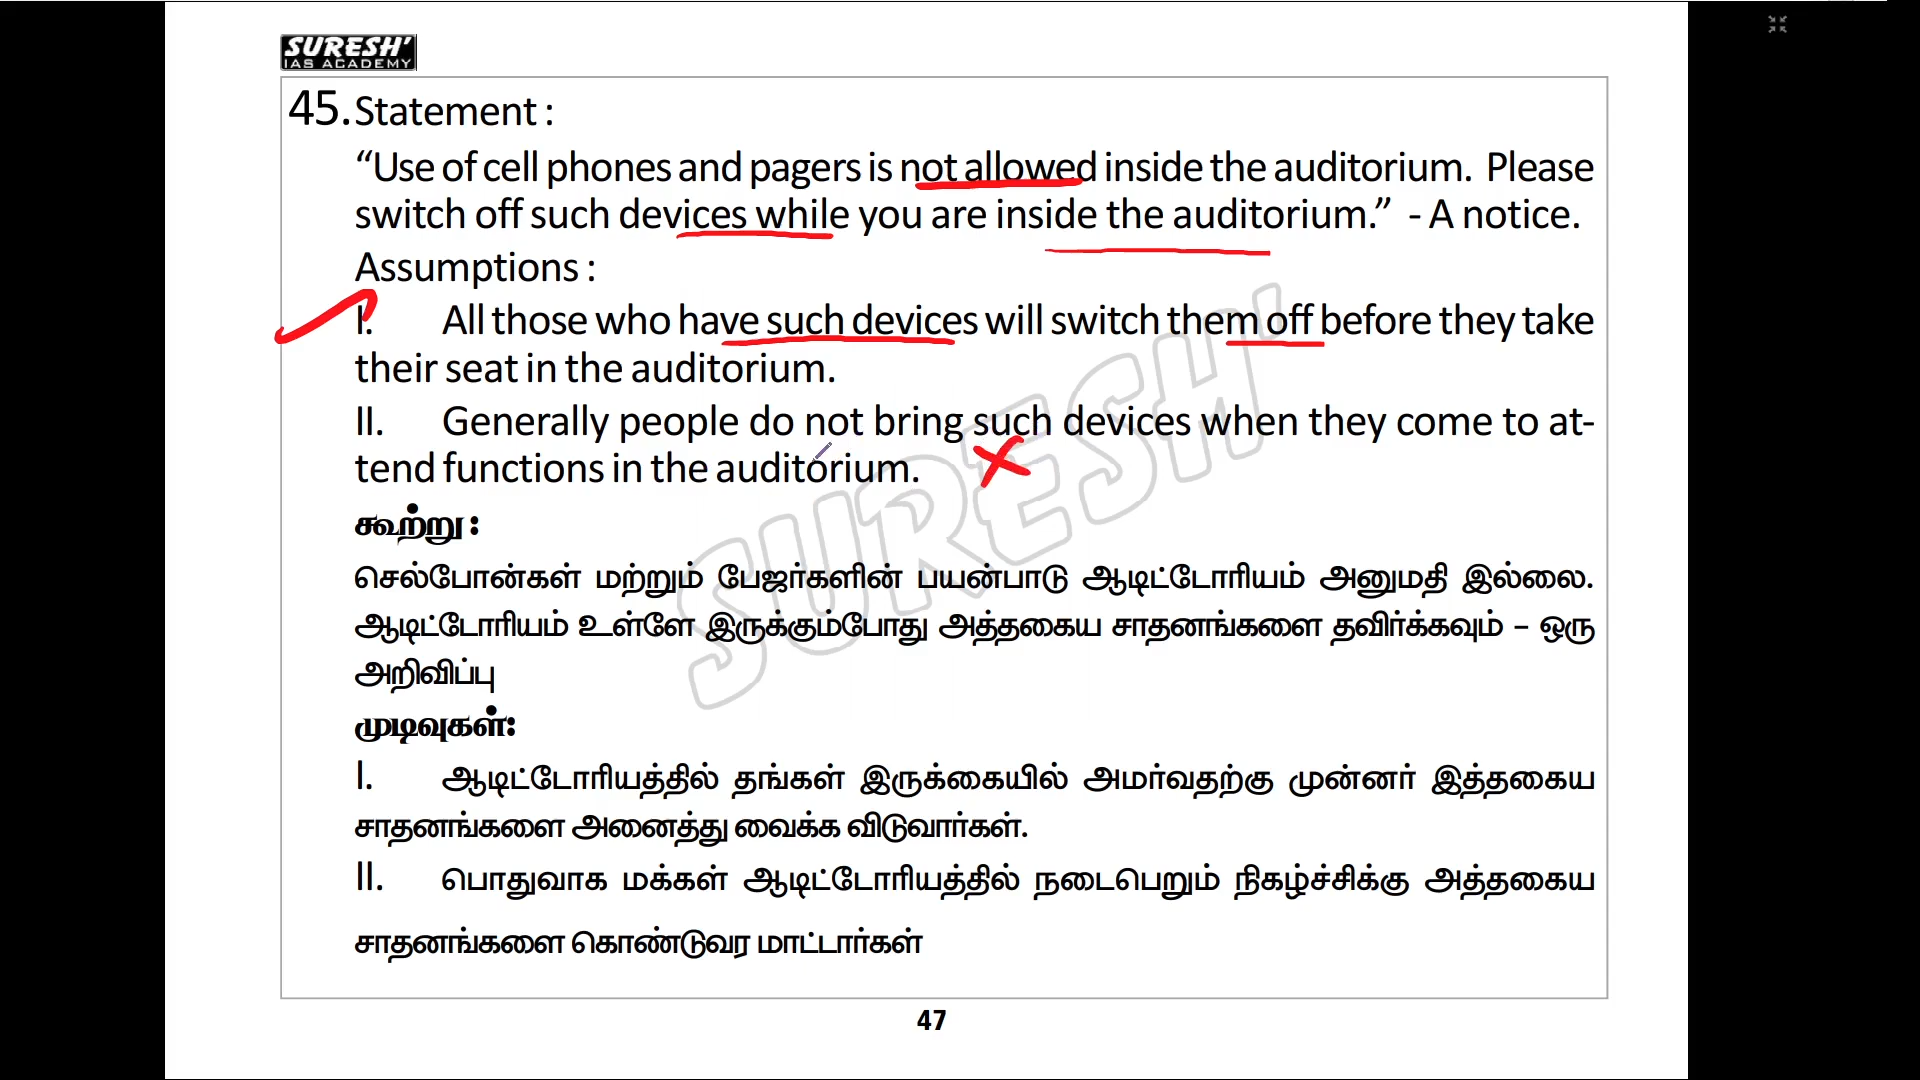 SURESH'
IAS ACADEMY
45. Statement :
“Use of cell phones and pagers is not allowed inside the auditorium. Please
switch off such devices while you are inside the auditorium.” - A notice.
Assumptions :
I. All those who have such devices will switch them off before they take
their seat in the auditorium.
II. Generally people do not bring such devices when they come to at-
tend functions in the auditorium.
SURESH'
கூற்று:
செல்போன்கள் மற்றும் பேஜர்களின் பயன்பாடு ஆடிட்டோரியம் அனுமதி இல்லை.
ஆடிட்டோரியம் உள்ளே இருக்கும்போது அத்தகைய சாதனங்களை தவிர்க்கவும் – ஒரு
அறிவிப்பு
முடிவுகள்:
I. ஆடிட்டோரியத்தில் தங்கள் இருக்கையில் அமர்வதற்கு முன்னர் இத்தகைய
சாதனங்களை அனைத்து வைக்க விடுவார்கள்.
II. பொதுவாக மக்கள் ஆடிட்டோரியத்தில் நடைபெறும் நிகழ்ச்சிக்கு அத்தகைய
சாதனங்களை கொண்டுவர மாட்டார்கள்
47